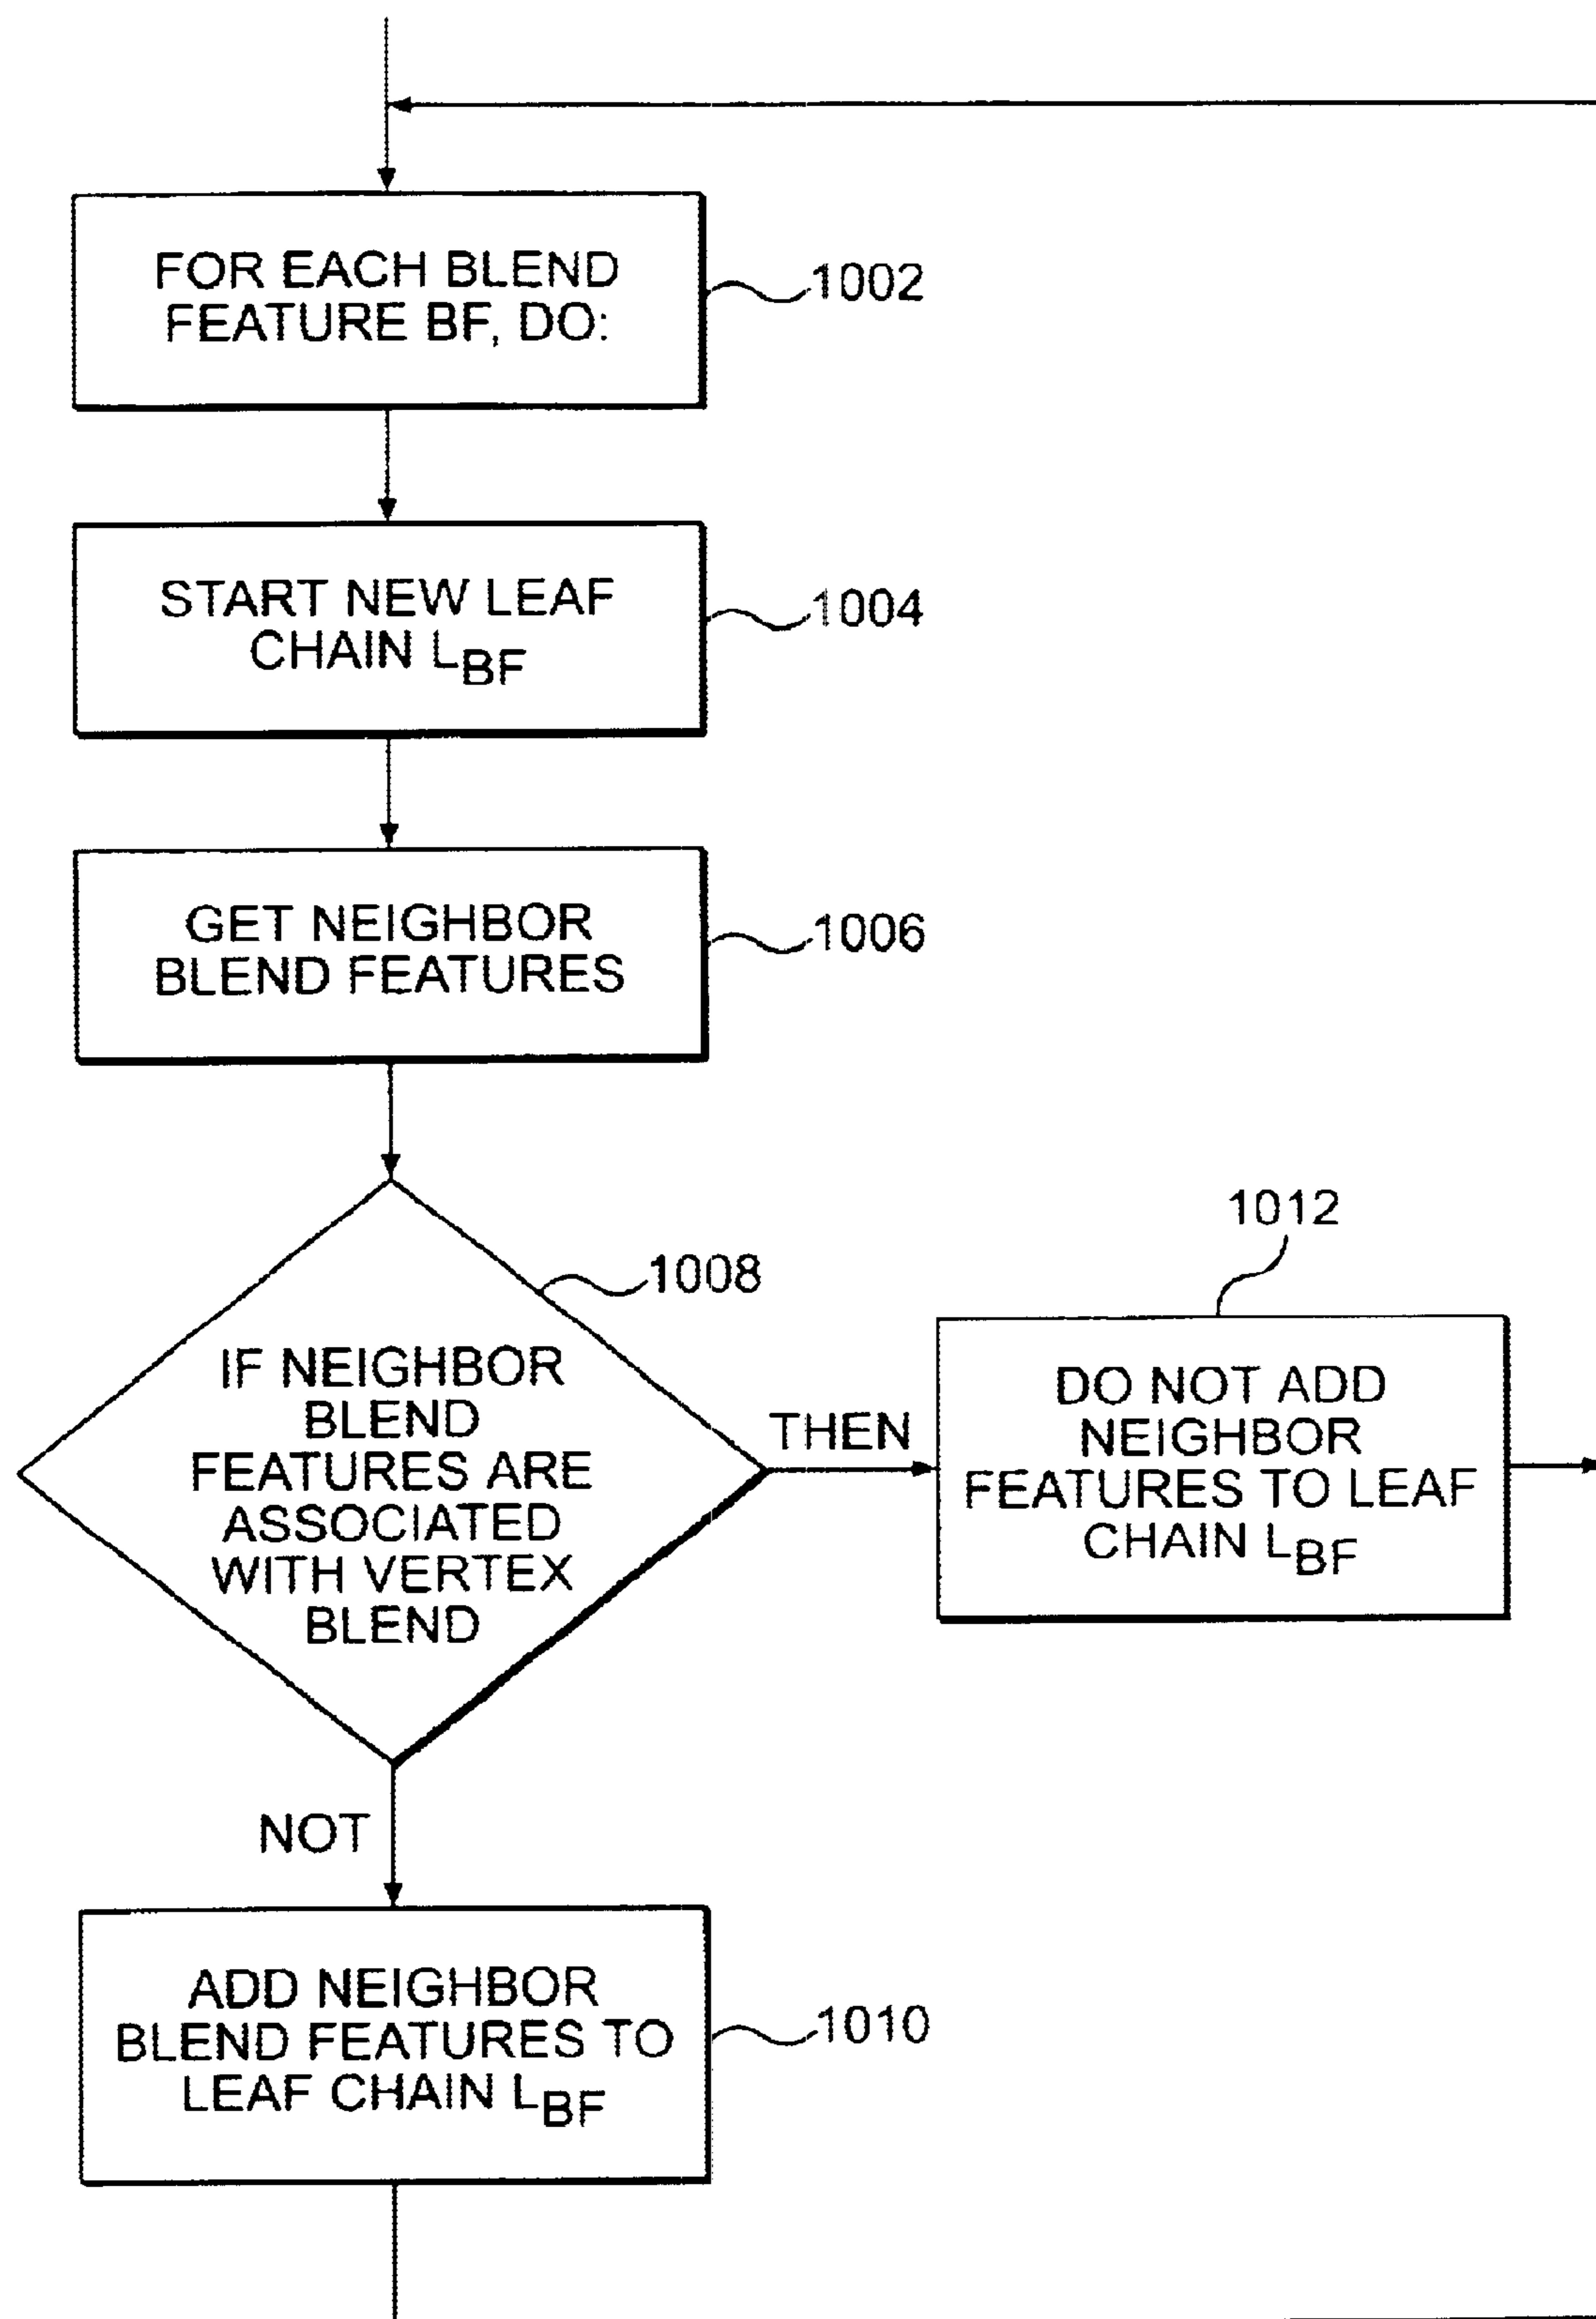 FOR EACH BLEND
FEATURE BF, DO:
1002
START NEW LEAF
CHAIN LBF
1004
GET NEIGHBOR
BLEND FEATURES
1006
1008
IF NEIGHBOR
BLEND
FEATURES ARE
ASSOCIATED
WITH VERTEX
BLEND
THEN
1012
DO NOT ADD
NEIGHBOR
FEATURES TO LEAF
CHAIN LBF
NOT
ADD NEIGHBOR
BLEND FEATURES TO
LEAF CHAIN LBF
1010